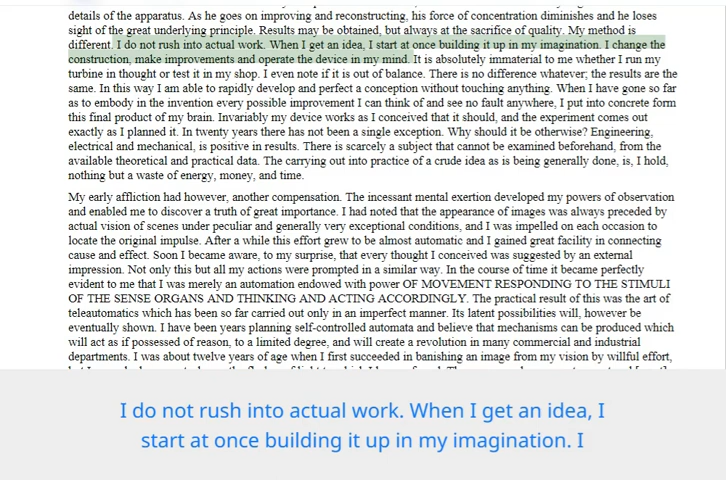 details of the apparatus. As he goes on improving and reconstructing, his force of concentration diminishes and he loses
sight of the great underlying principle. Results may be obtained, but always at the sacrifice of quality. My method is
different. I do not rush into actual work. When I get an idea, I start at once building it up in my imagination. I change the
construction, make improvements and operate the device in my mind. It is absolutely immaterial to me whether I run my
turbine in thought or test it in my shop. I even note if it is out of balance. There is no difference whatever; the results are the
same. In this way I am able to rapidly develop and perfect a conception without touching anything. When I have gone so far
as to embody in the invention every possible improvement I can think of and see no fault anywhere, I put into concrete form
this final product of my brain. Invariably my device works as I conceived that it should, and the experiment comes out
exactly as I planned it. In twenty years there has not been a single exception. Why should it be otherwise? Engineering,
electrical and mechanical, is positive in results. There is scarcely a subject that cannot be examined beforehand, from the
available theoretical and practical data. The carrying out into practice of a crude idea as is being generally done, is, I hold,
nothing but a waste of energy, money, and time.
My early affliction had however, another compensation. The incessant mental exertion developed my powers of observation
and enabled me to discover a truth of great importance. I had noted that the appearance of images was always preceded by
actual vision of scenes under peculiar and generally very exceptional conditions, and I was impelled on each occasion to
locate the original impulse. After a while this effort grew to be almost automatic and I gained great facility in connecting
cause and effect. Soon I became aware, to my surprise, that every thought I conceived was suggested by an external
impression. Not only this but all my actions were prompted in a similar way. In the course of time it became perfectly
evident to me that I was merely an automation endowed with power OF MOVEMENT RESPONDING TO THE STIMULI
OF THE SENSE ORGANS AND THINKING AND ACTING ACCORDINGLY. The practical result of this was the art of
teleautomatics which has been so far carried out only in an imperfect manner. Its latent possibilities will, however be
eventually shown. I have been years planning self-controlled automata and believe that mechanisms can be produced which
will act as if possessed of reason, to a limited degree, and will create a revolution in many commercial and industrial
departments. I was about twelve years of age when I first succeeded in banishing an image from my vision by willful effort,
I do not rush into actual work. When I get an idea, I
start at once building it up in my imagination. I